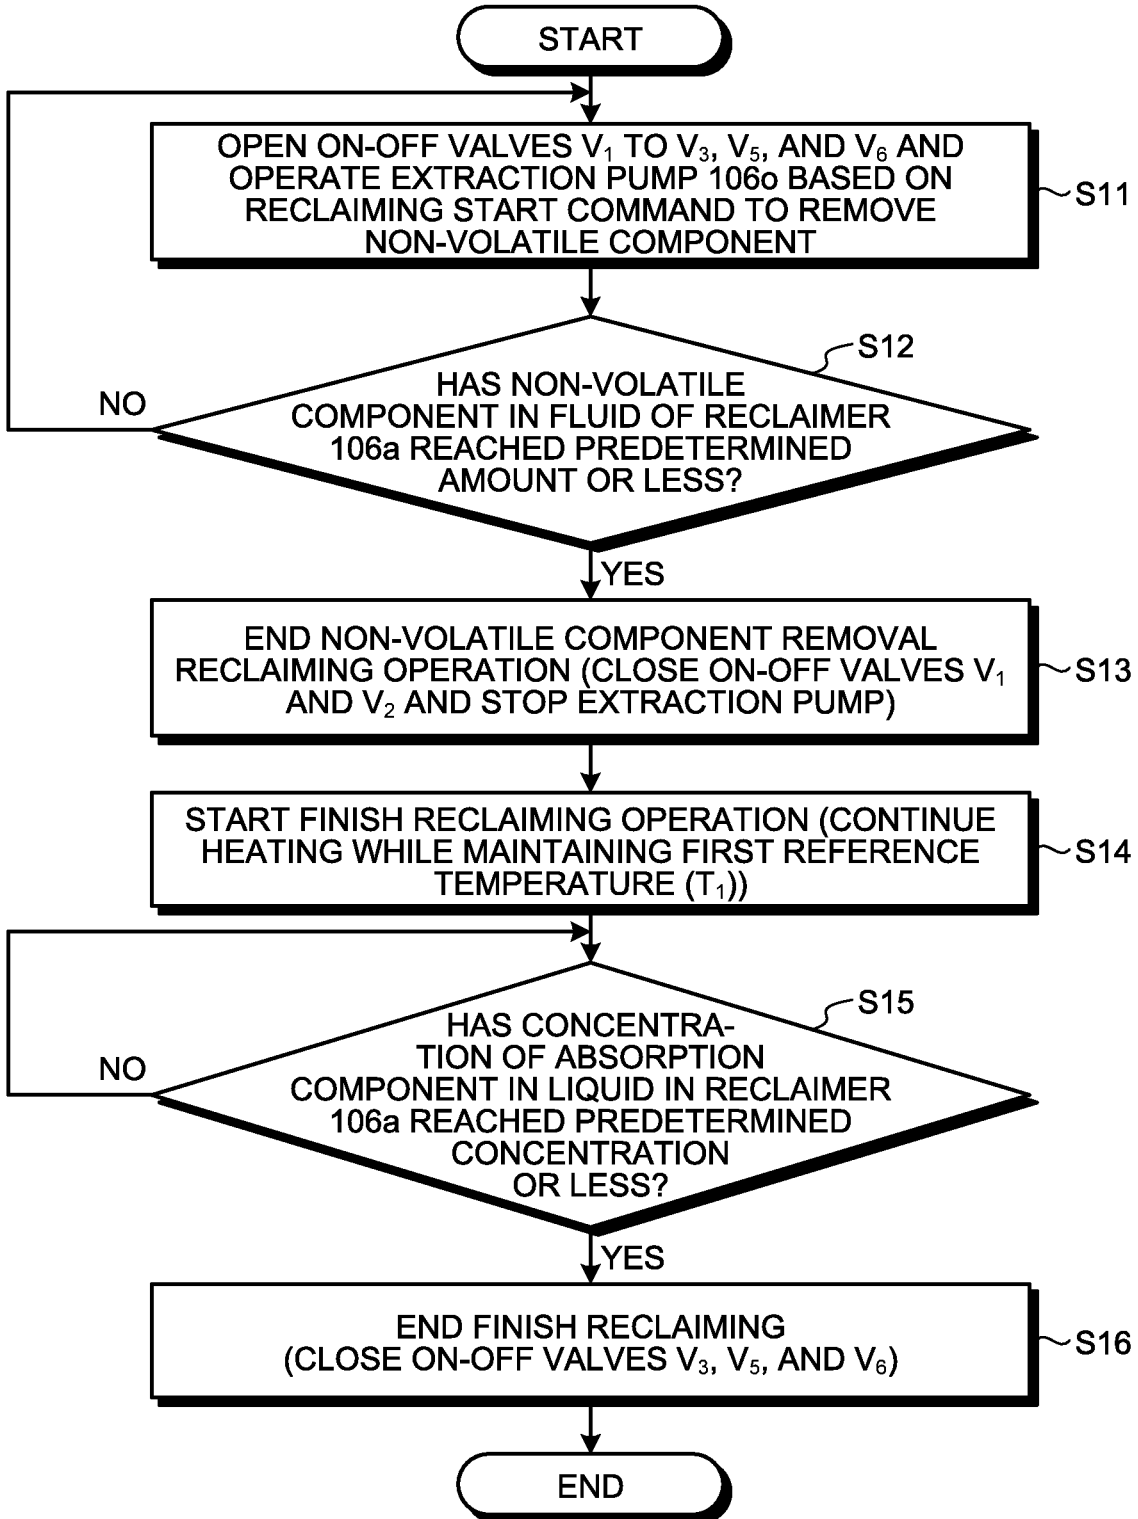 START
OPEN ON-OFF VALVES V₁ TO V₃, V₅, AND V₆ AND
OPERATE EXTRACTION PUMP 106o BASED ON
RECLAIMING START COMMAND TO REMOVE
NON-VOLATILE COMPONENT
S11
S12
HAS NON-VOLATILE
COMPONENT IN FLUID OF RECLAIMER
106a REACHED PREDETERMINED
AMOUNT OR LESS?
NO
YES
END NON-VOLATILE COMPONENT REMOVAL
RECLAIMING OPERATION (CLOSE ON-OFF VALVES V₁
AND V₂ AND STOP EXTRACTION PUMP)
S13
START FINISH RECLAIMING OPERATION (CONTINUE
HEATING WHILE MAINTAINING FIRST REFERENCE
TEMPERATURE (T₁))
S14
S15
HAS CONCENTRA-
TION OF ABSORPTION
COMPONENT IN LIQUID IN RECLAIMER
106a REACHED PREDETERMINED
CONCENTRATION
OR LESS?
NO
YES
END FINISH RECLAIMING
(CLOSE ON-OFF VALVES V₃, V₅, AND V₆)
S16
END